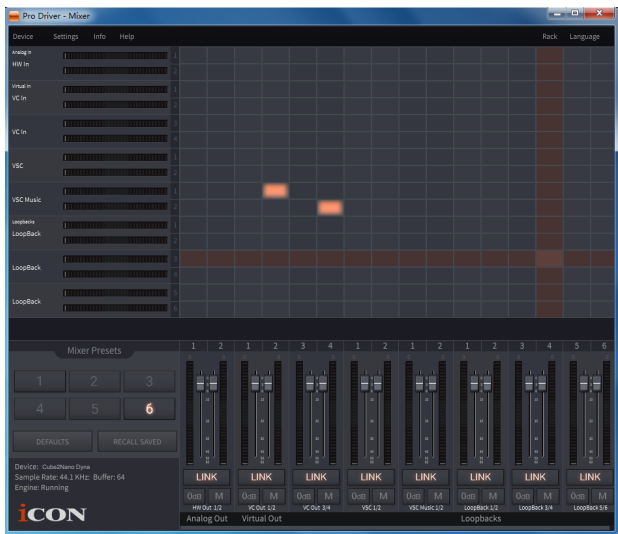 Pro Driver - Mixer
Device Settings Info Help Rack Language
Analog In
HW In
1
2
Virtual In
VC In
1
2
VC In
3
4
VSC
1
2
VSC Music
1
2
Loopbacks
LoopBack
1
2
LoopBack
3
4
LoopBack
5
6
Mixer Presets
1 2 3
4 5 6
DEFAULTS RECALL SAVED
Device: Cube2Nano Dyna
Sample Rate: 44.1 KHz: Buffer: 64
Engine: Running
iCON
1 2 1 2 3 4 1 2 1 2 1 2 3 4 5 6
LINK LINK LINK LINK LINK LINK LINK LINK
0dB M 0dB M 0dB M 0dB M 0dB M 0dB M 0dB M 0dB M
HW Out 1/2 VC Out 1/2 VC Out 3/4 VSC 1/2 VSC Music 1/2 LoopBack 1/2 LoopBack 3/4 LoopBack 5/6
Analog Out Virtual Out Loopbacks